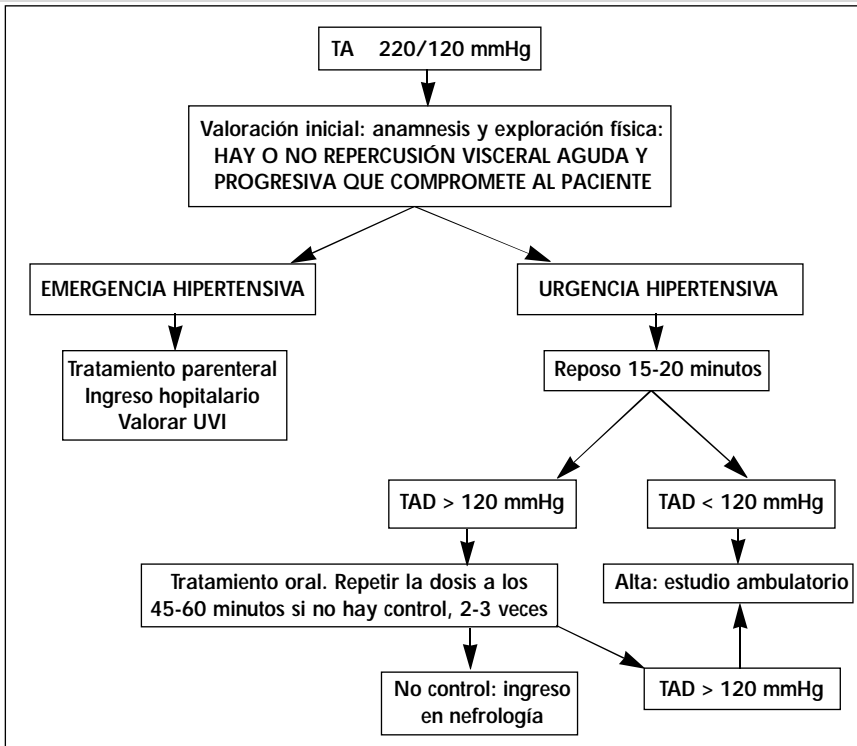 TA 220/120 mmHg
Valoración inicial: anamnesis y exploración física:
HAY O NO REPERCUSIÓN VISCERAL AGUDA Y
PROGRESIVA QUE COMPROMETE AL PACIENTE
EMERGENCIA HIPERTENSIVA
URGENCIA HIPERTENSIVA
Tratamiento parenteral
Ingreso hopitalario
Valorar UVI
Reposo 15-20 minutos
TAD > 120 mmHg
TAD < 120 mmHg
Tratamiento oral. Repetir la dosis a los
45-60 minutos si no hay control, 2-3 veces
Alta: estudio ambulatorio
No control: ingreso
en nefrología
TAD > 120 mmHg